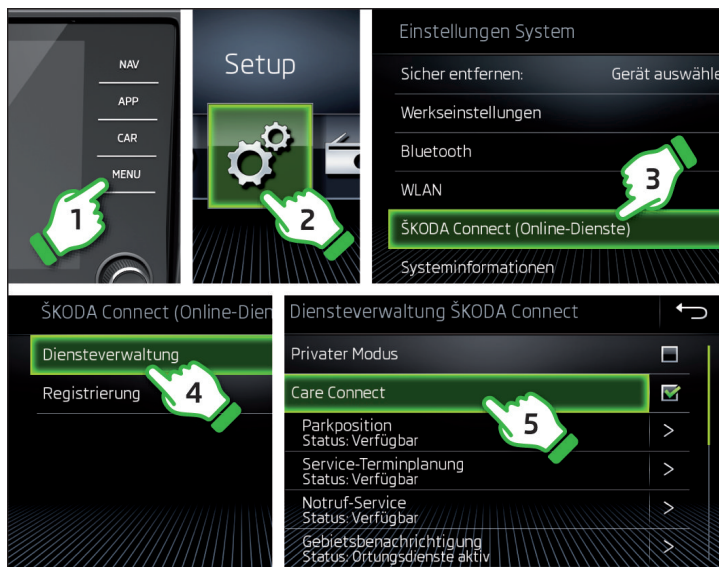 NAV
APP
CAR
MENU
1
Setup
2
Einstellungen System
Sicher entfernen: Gerät auswähle
Werkseinstellungen
Bluetooth
WLAN
3
ŠKODA Connect (Online-Dienste)
Systeminformationen
ŠKODA Connect (Online-Dien
Diensteverwaltung
Registrierung
4
Diensteverwaltung ŠKODA Connect
Privater Modus
Care Connect
5
Parkposition
Status: Verfügbar
Service-Terminplanung
Status: Verfügbar
Notruf-Service
Status: Verfügbar
Gebietsbenachrichtigung
Status: Ortungsdienste aktiv